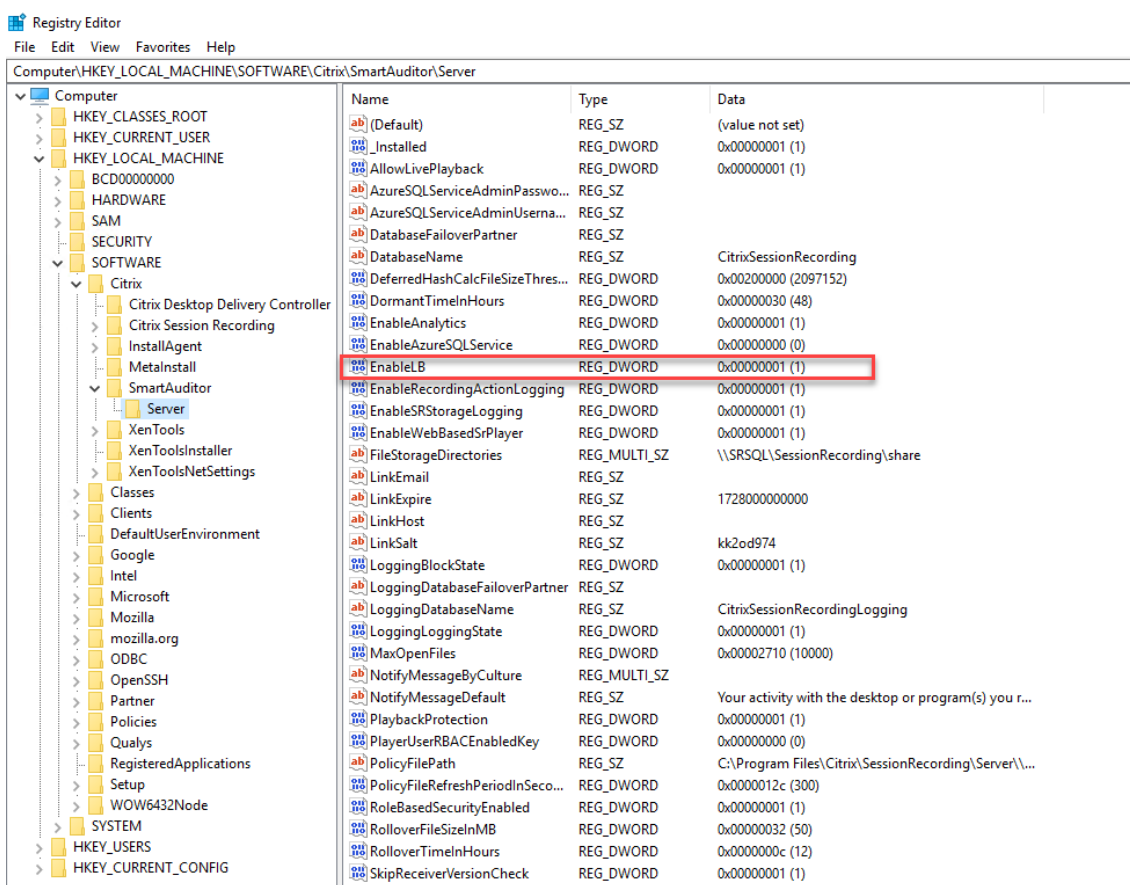 Registry Editor
File Edit View Favorites Help
Computer\HKEY_LOCAL_MACHINE\SOFTWARE\Citrix\SmartAuditor\Server
Computer
HKEY_CLASSES_ROOT
HKEY_CURRENT_USER
HKEY_LOCAL_MACHINE
BCD00000000
HARDWARE
SAM
SECURITY
SOFTWARE
Citrix
Citrix Desktop Delivery Controller
Citrix Session Recording
InstallAgent
MetaInstall
SmartAuditor
Server
XenTools
XenToolsInstaller
XenToolsNetSettings
Classes
Clients
DefaultUserEnvironment
Google
Intel
Microsoft
Mozilla
mozilla.org
ODBC
OpenSSH
Partner
Policies
Qualys
RegisteredApplications
Setup
WOW6432Node
SYSTEM
HKEY_USERS
HKEY_CURRENT_CONFIG
Name Type Data
(Default) REG_SZ (value not set)
_Installed REG_DWORD 0x00000001 (1)
AllowLivePlayback REG_DWORD 0x00000001 (1)
AzureSQLServiceAdminPasswo... REG_SZ
AzureSQLServiceAdminUserna... REG_SZ
DatabaseFailoverPartner REG_SZ
DatabaseName REG_SZ CitrixSessionRecording
DeferredHashCalcFileSizeThres... REG_DWORD 0x00200000 (2097152)
DormantTimeInHours REG_DWORD 0x00000030 (48)
EnableAnalytics REG_DWORD 0x00000001 (1)
EnableAzureSQLService REG_DWORD 0x00000000 (0)
EnableLB REG_DWORD 0x00000001 (1)
EnableRecordingActionLogging REG_DWORD 0x00000001 (1)
EnableSRStorageLogging REG_DWORD 0x00000001 (1)
EnableWebBasedSrPlayer REG_DWORD 0x00000001 (1)
FileStorageDirectories REG_MULTI_SZ \\SRSQL\SessionRecording\share
LinkEmail REG_SZ
LinkExpire REG_SZ 1728000000000
LinkHost REG_SZ
LinkSalt REG_SZ kk2od974
LoggingBlockState REG_DWORD 0x00000001 (1)
LoggingDatabaseFailoverPartner REG_SZ
LoggingDatabaseName REG_SZ CitrixSessionRecordingLogging
LoggingLoggingState REG_DWORD 0x00000001 (1)
MaxOpenFiles REG_DWORD 0x00002710 (10000)
NotifyMessageByCulture REG_MULTI_SZ
NotifyMessageDefault REG_SZ Your activity with the desktop or program(s) you r...
PlaybackProtection REG_DWORD 0x00000001 (1)
PlayerUserRBACEnabledKey REG_DWORD 0x00000000 (0)
PolicyFilePath REG_SZ C:\Program Files\Citrix\SessionRecording\Server\\...
PolicyFileRefreshPeriodInSeco... REG_DWORD 0x0000012c (300)
RoleBasedSecurityEnabled REG_DWORD 0x00000001 (1)
RolloverFileSizeInMB REG_DWORD 0x00000032 (50)
RolloverTimeInHours REG_DWORD 0x0000000c (12)
SkipReceiverVersionCheck REG_DWORD 0x00000001 (1)